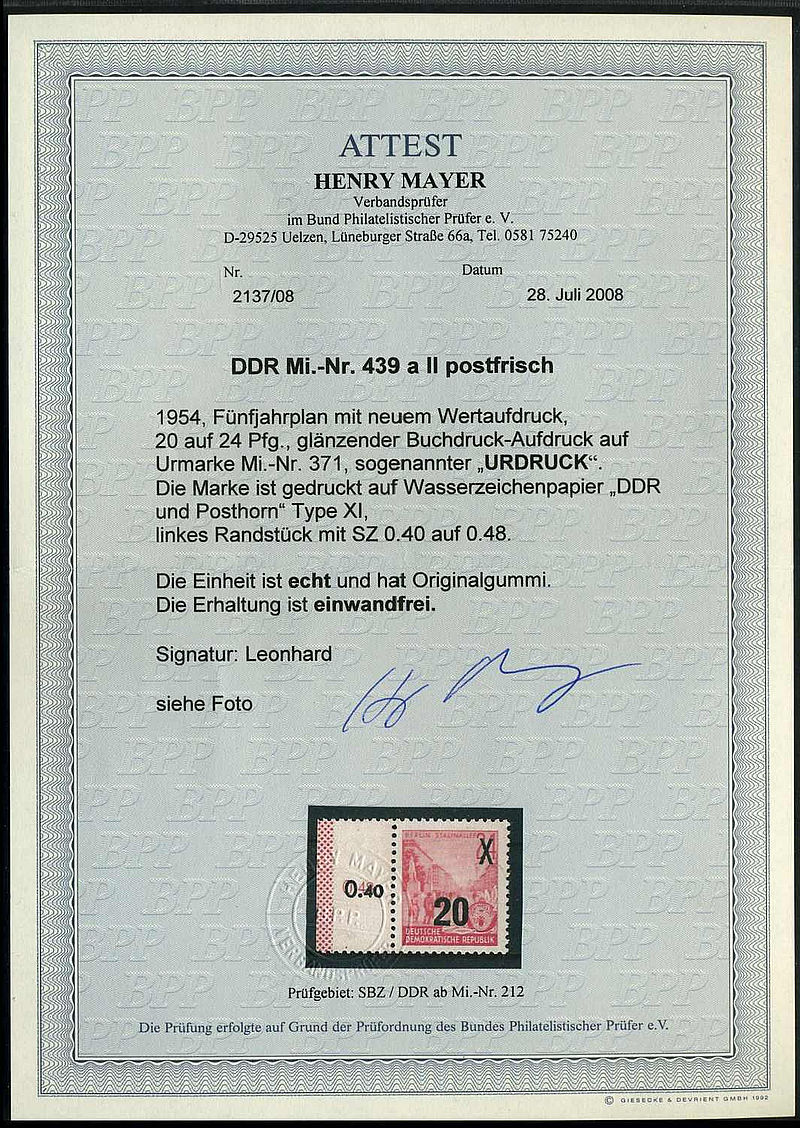 ATTEST
HENRY MAYER
Verbandsprüfer
im Bund Philatelistischer Prüfer e. V.
D-29525 Uelzen, Lüneburger Straße 66a, Tel. 0581 75240
Nr. Datum
2137/08 28. Juli 2008
DDR Mi.-Nr. 439 a II postfrisch
1954, Fünfjahrplan mit neuem Wertaufdruck,
20 auf 24 Pfg., glänzender Buchdruck-Aufdruck auf
Urmarke Mi.-Nr. 371, sogenannter „URDRUCK“.
Die Marke ist gedruckt auf Wasserzeichenpapier „DDR
und Posthorn“ Type XI,
linkes Randstück mit SZ 0.40 auf 0.48.
Die Einheit ist echt und hat Originalgummi.
Die Erhaltung ist einwandfrei.
Signatur: Leonhard
siehe Foto
BERLIN STALINALLEE
X
0.40
20
DEUTSCHE
DEMOKRATISCHE REPUBLIK
Prüfgebiet: SBZ / DDR ab Mi.-Nr. 212
Die Prüfung erfolgte auf Grund der Prüfordnung des Bundes Philatelistischer Prüfer e.V.
© GIESECKE & DEVRIENT GMBH 1992